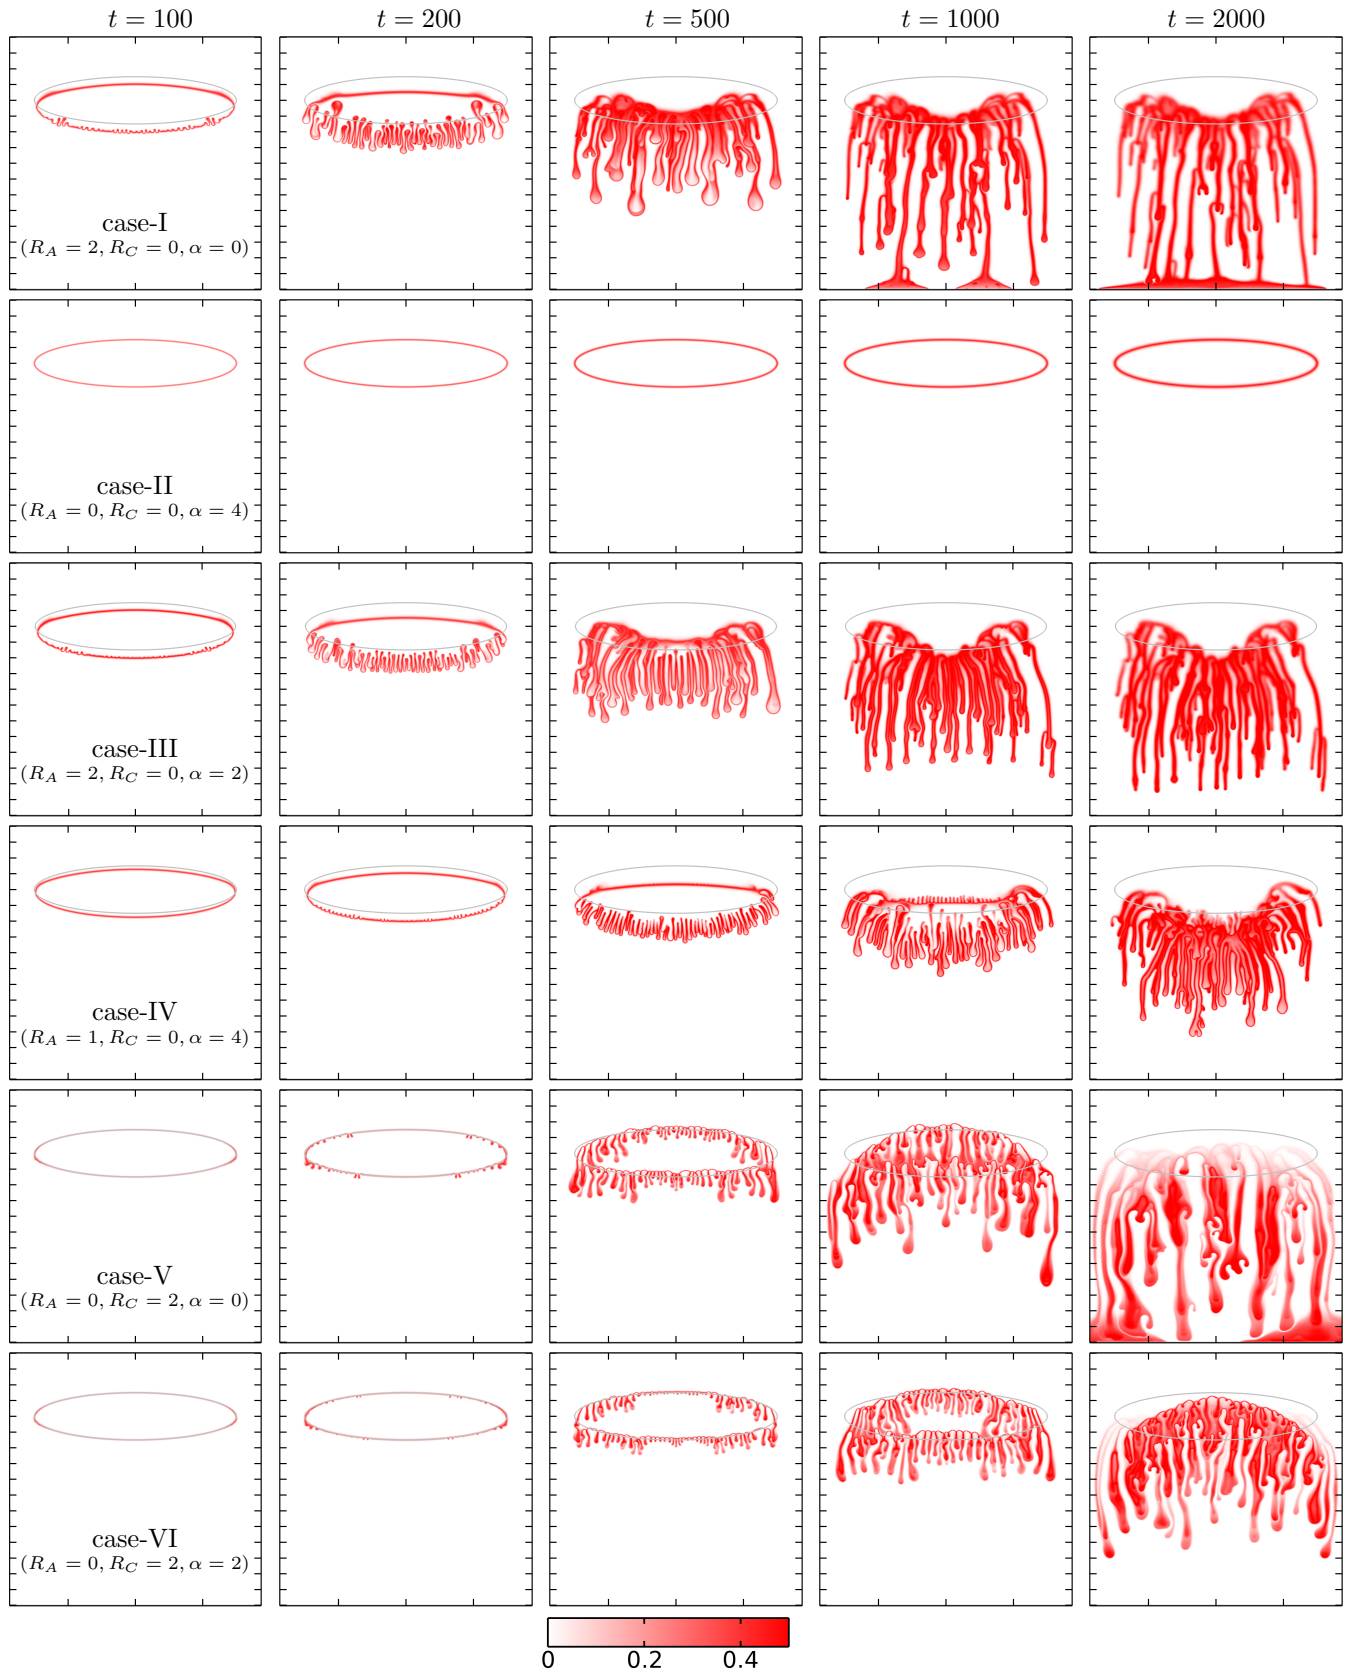 t = 100 t = 200 t = 500 t = 1000 t = 2000
case-I
(R_A = 2, R_C = 0, α = 0)
case-II
(R_A = 0, R_C = 0, α = 4)
case-III
(R_A = 2, R_C = 0, α = 2)
case-IV
(R_A = 1, R_C = 0, α = 4)
case-V
(R_A = 0, R_C = 2, α = 0)
case-VI
(R_A = 0, R_C = 2, α = 2)
0 0.2 0.4